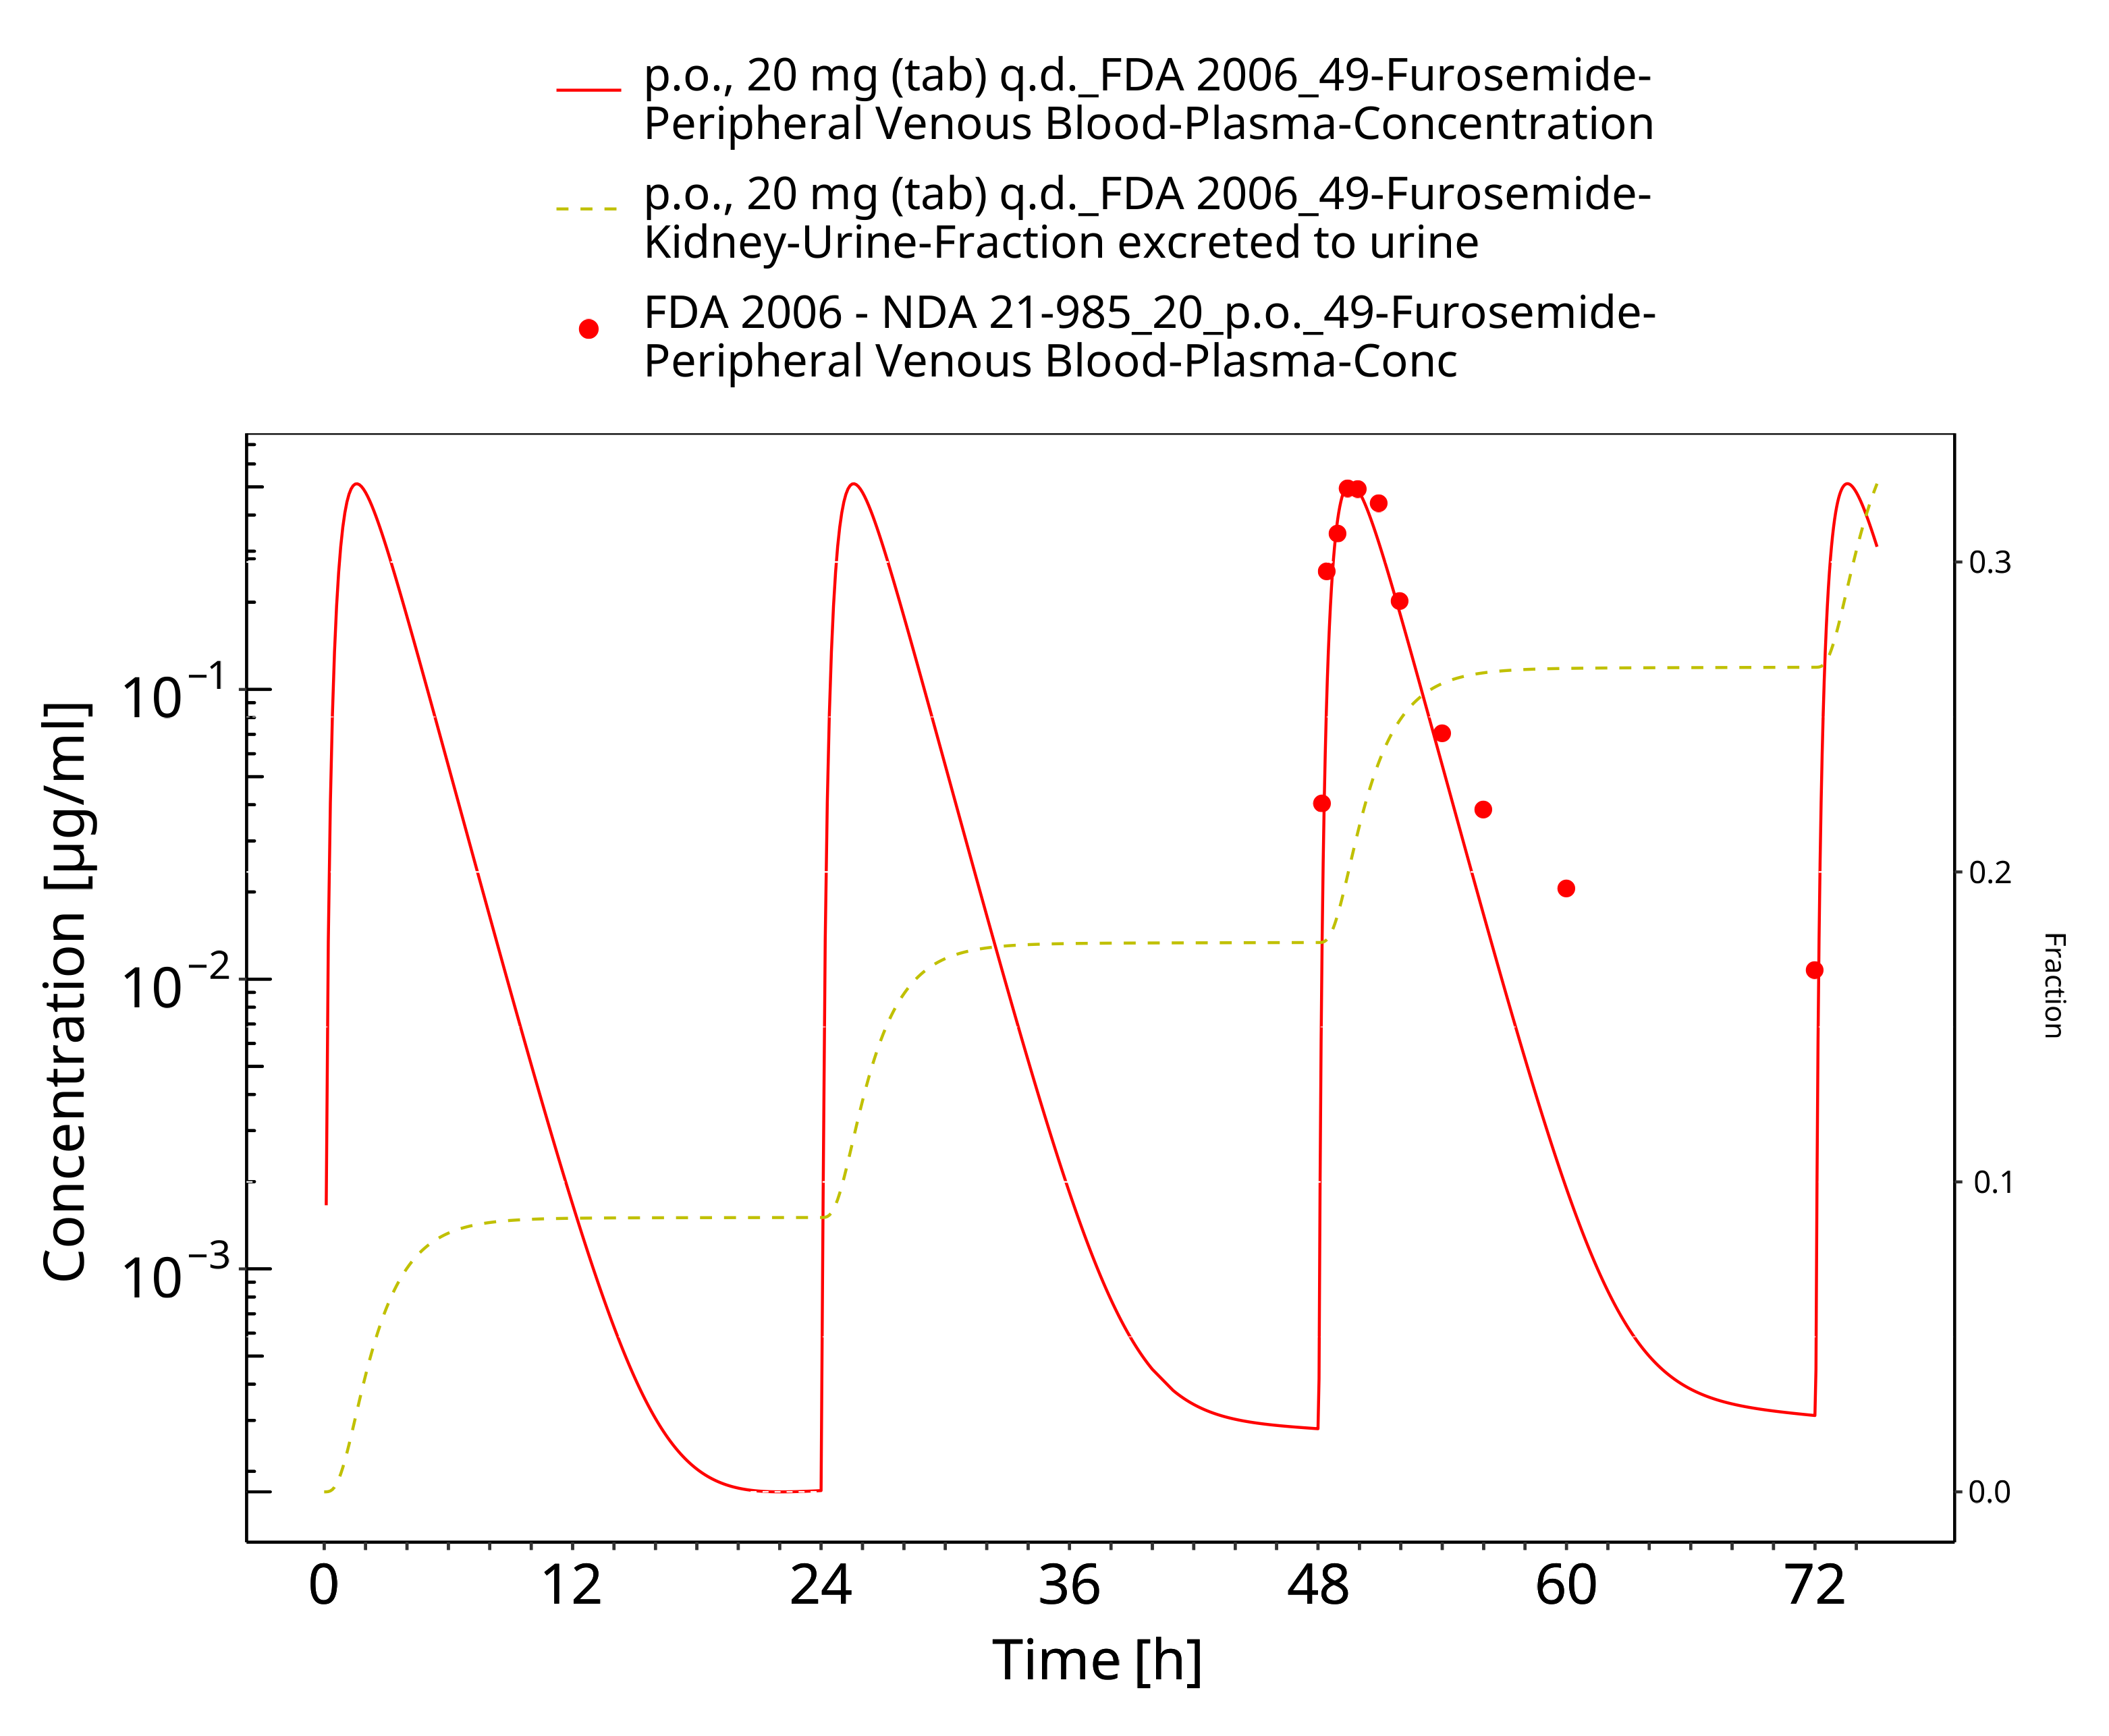 p.o., 20 mg (tab) q.d._FDA 2006_49-Furosemide-
Peripheral Venous Blood-Plasma-Concentration
p.o., 20 mg (tab) q.d._FDA 2006_49-Furosemide-
Kidney-Urine-Fraction excreted to urine
FDA 2006 - NDA 21-985_20_p.o._49-Furosemide-
Peripheral Venous Blood-Plasma-Conc
Concentration [µg/ml]
10⁻¹
10⁻²
10⁻³
0.3
0.2
0.1
0.0
Fraction
0 12 24 36 48 60 72
Time [h]